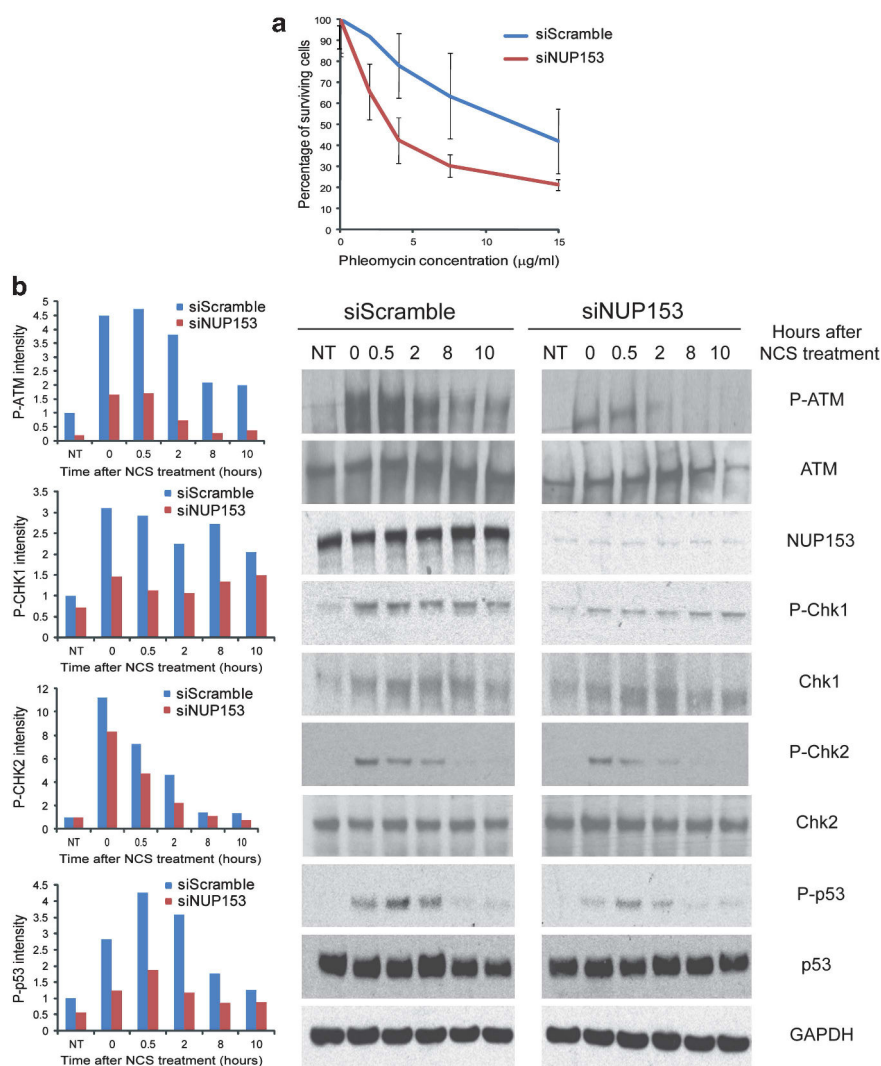 a
siScramble
siNUP153
Percentage of surviving cells
100
90
80
70
60
50
40
30
20
10
0
0 5 10 15
Phleomycin concentration (µg/ml)
b
siScramble
siNUP153
P-ATM intensity
5
4.5
4
3.5
3
2.5
2
1.5
1
0.5
0
NT 0 0.5 2 8 10
Time after NCS treatment (hours)
siScramble
siNUP153
P-CHK1 intensity
3.5
3
2.5
2
1.5
1
0.5
0
NT 0 0.5 2 8 10
Time after NCS treatment (hours)
siScramble
siNUP153
P-CHK2 intensity
12
10
8
6
4
2
0
NT 0 0.5 2 8 10
Time after NCS treatment (hours)
siScramble
siNUP153
P-p53 intensity
4.5
4
3.5
3
2.5
2
1.5
1
0.5
0
NT 0 0.5 2 8 10
Time after NCS treatment (hours)
siScramble siNUP153
NT 0 0.5 2 8 10 NT 0 0.5 2 8 10
Hours after
NCS treatment
P-ATM
ATM
NUP153
P-Chk1
Chk1
P-Chk2
Chk2
P-p53
p53
GAPDH